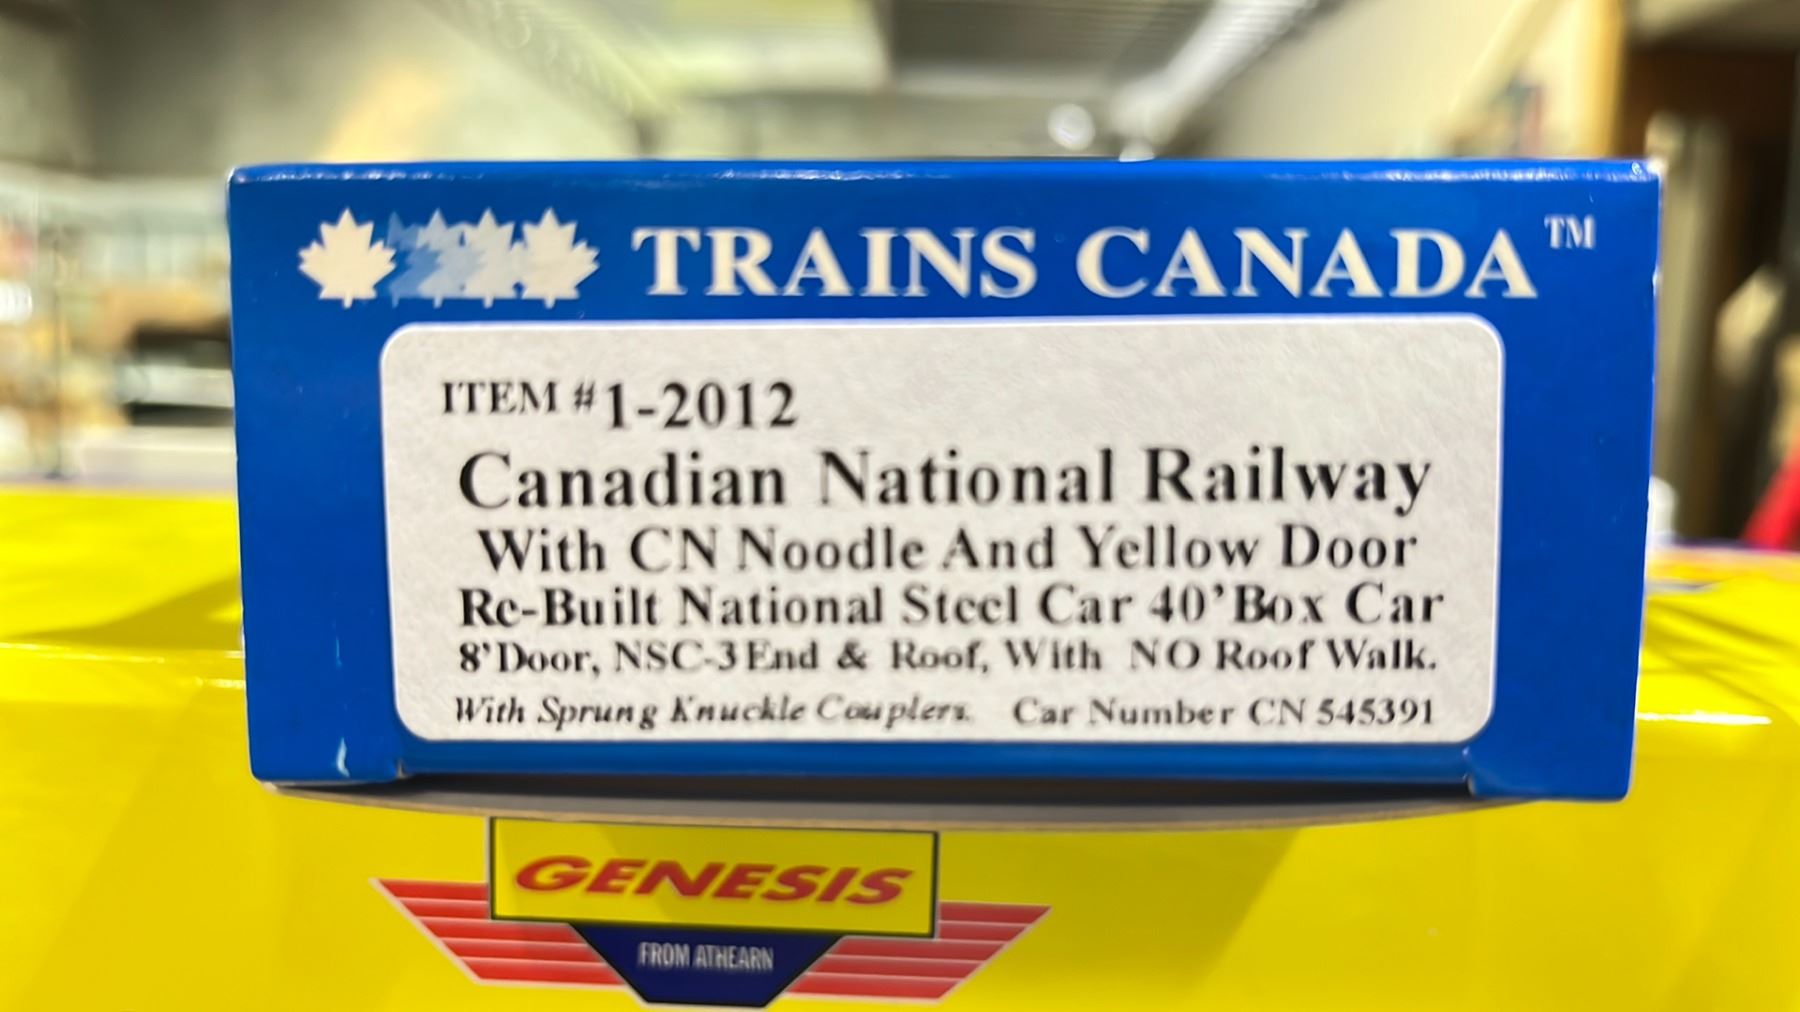 TRAINS CANADA™
ITEM #1-2012
Canadian National Railway
With CN Noodle And Yellow Door
Re-Built National Steel Car 40' Box Car
8' Door, NSC-3 End & Roof, With NO Roof Walk.
With Sprung Knuckle Couplers. Car Number CN 545391
GENESIS
FROM ATHEARN